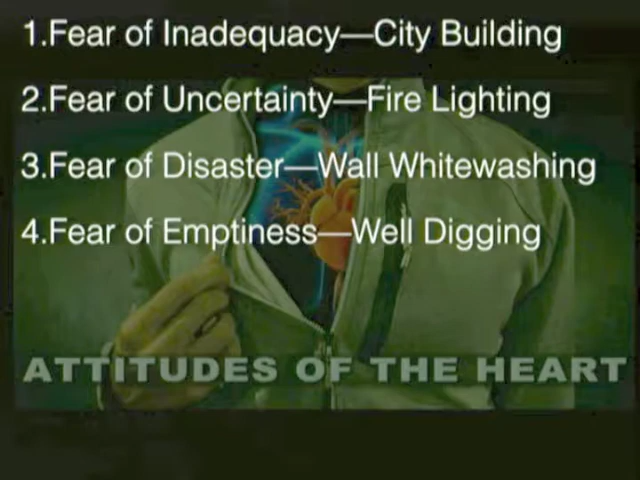 1.Fear of Inadequacy—City Building
2.Fear of Uncertainty—Fire Lighting
3.Fear of Disaster—Wall Whitewashing
4.Fear of Emptiness—Well Digging
ATTITUDES OF THE HEART